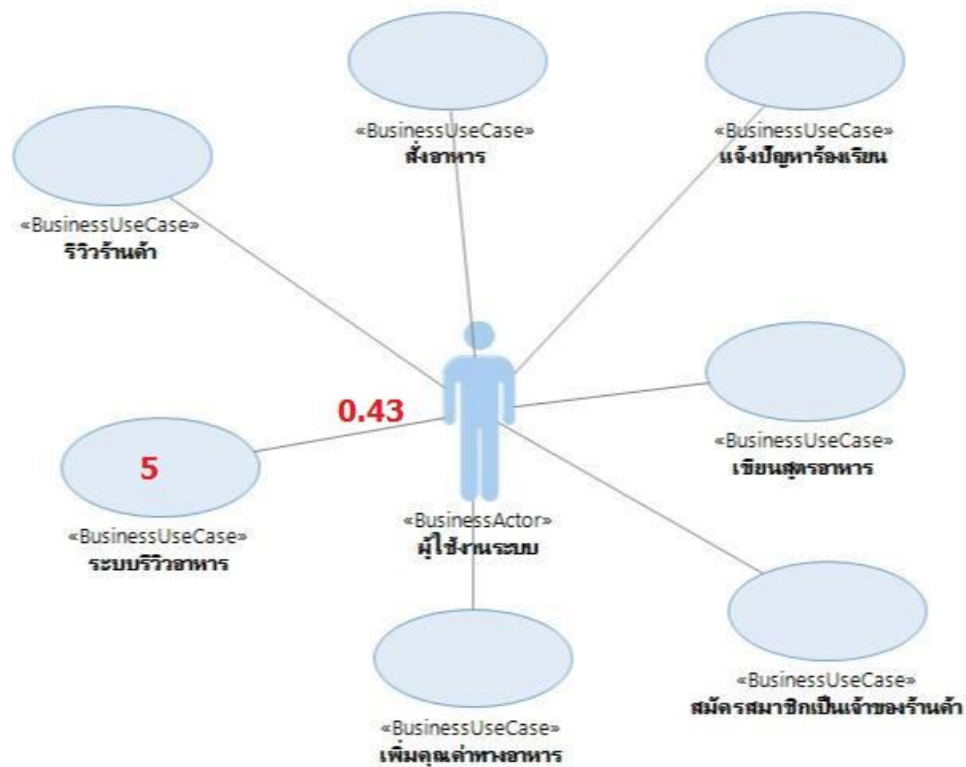 «BusinessUseCase»
สั่งอาหาร
«BusinessUseCase»
แจ้งปัญหาร้องเรียน
«BusinessUseCase»
รีวิวร้านค้า
0.43
5
«BusinessUseCase»
ระบบรีวิวอาหาร
«BusinessActor»
ผู้ใช้งานระบบ
«BusinessUseCase»
เขียนสูตรอาหาร
«BusinessUseCase»
สมัครสมาชิกเป็นเจ้าของร้านค้า
«BusinessUseCase»
เพิ่มคุณค่าทางอาหาร